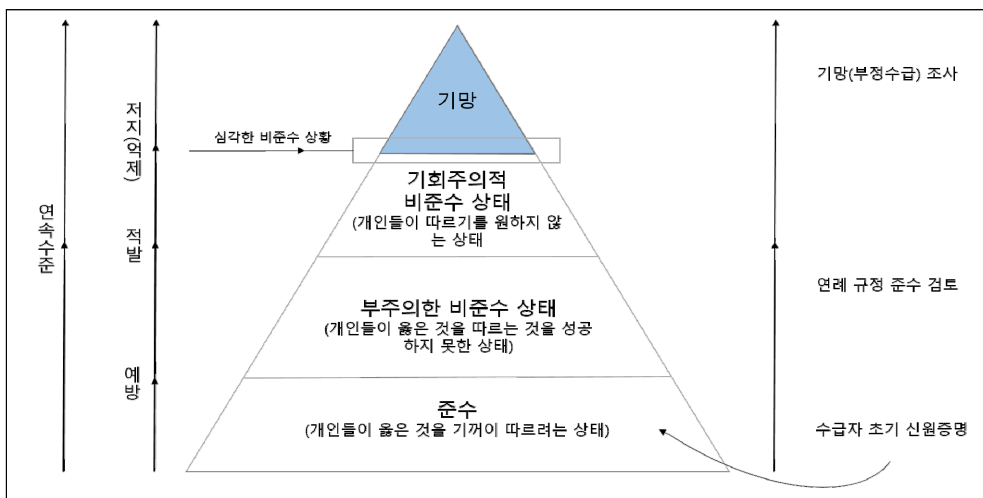 기망
기망(부정수급) 조사
저지(억제)
심각한 비준수 상황
기회주의적
비준수 상태
(개인들이 따르기를 원하지 않
는 상태
연속수준
적발
연례 규정 준수 검토
부주의한 비준수 상태
(개인들이 옳은 것을 따르는 것을 성공
하지 못한 상태)
예방
준수
(개인들이 옳은 것을 기꺼이 따르려는 상태)
수급자 초기 신원증명